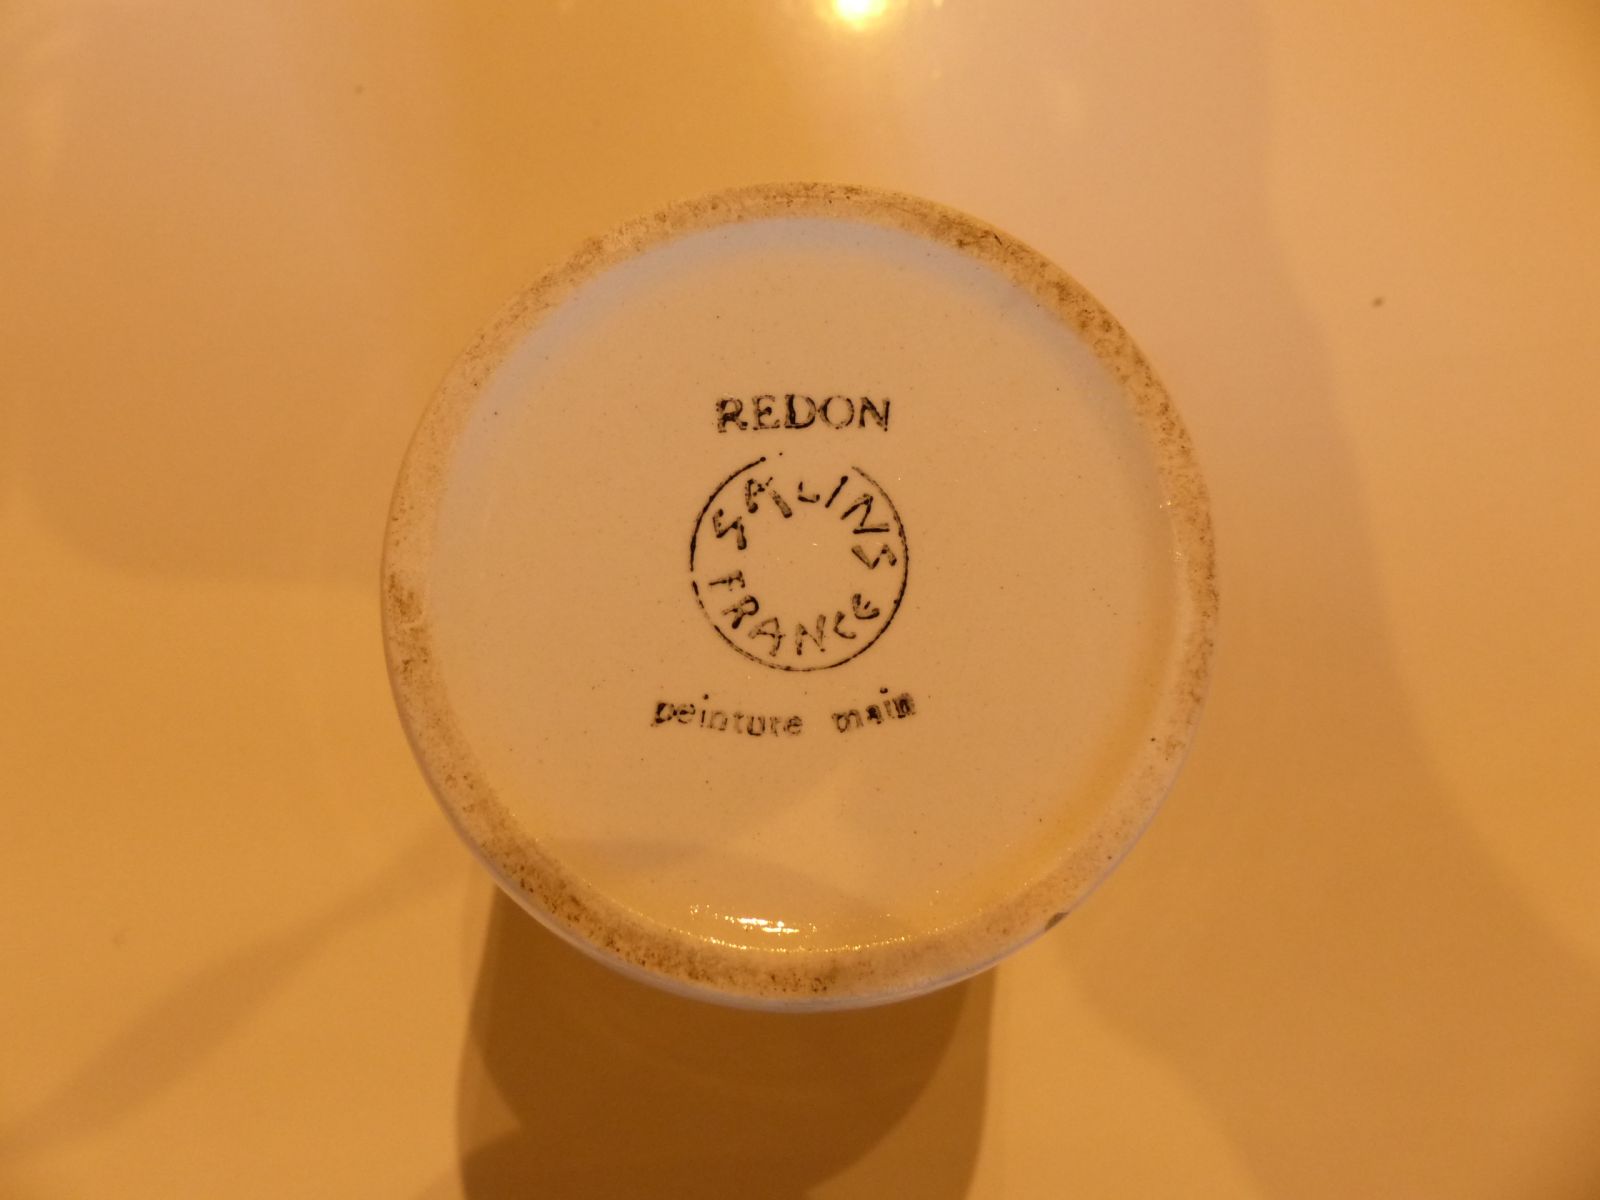 REDON
SALINS
FRANCE
peinture main